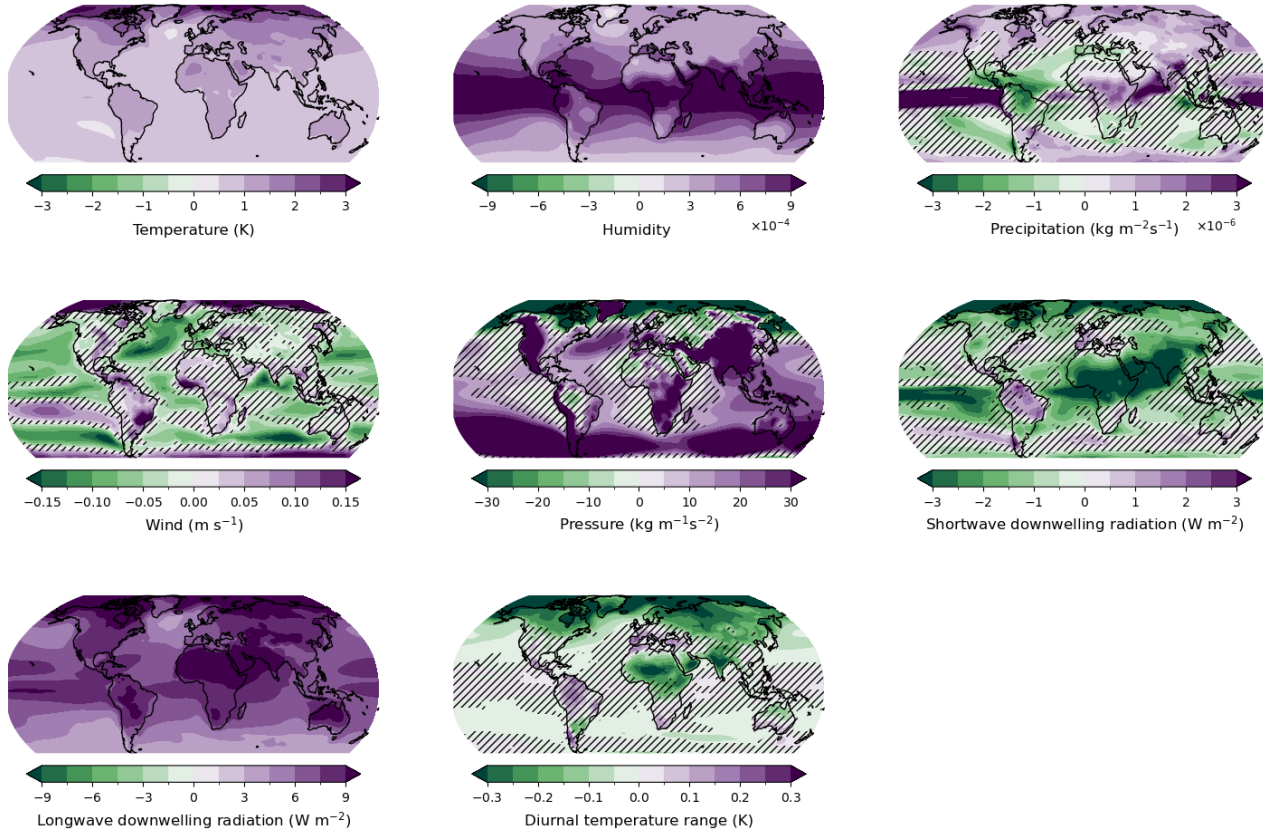 −3 −2 −1 0 1 2 3
Temperature (K)
−9 −6 −3 0 3 6 9
Humidity ×10⁻⁴
−3 −2 −1 0 1 2 3
Precipitation (kg m⁻²s⁻¹) ×10⁻⁶
−0.15 −0.10 −0.05 0.00 0.05 0.10 0.15
Wind (m s⁻¹)
−30 −20 −10 0 10 20 30
Pressure (kg m⁻¹s⁻²)
−3 −2 −1 0 1 2 3
Shortwave downwelling radiation (W m⁻²)
−9 −6 −3 0 3 6 9
Longwave downwelling radiation (W m⁻²)
−0.3 −0.2 −0.1 0.0 0.1 0.2 0.3
Diurnal temperature range (K)